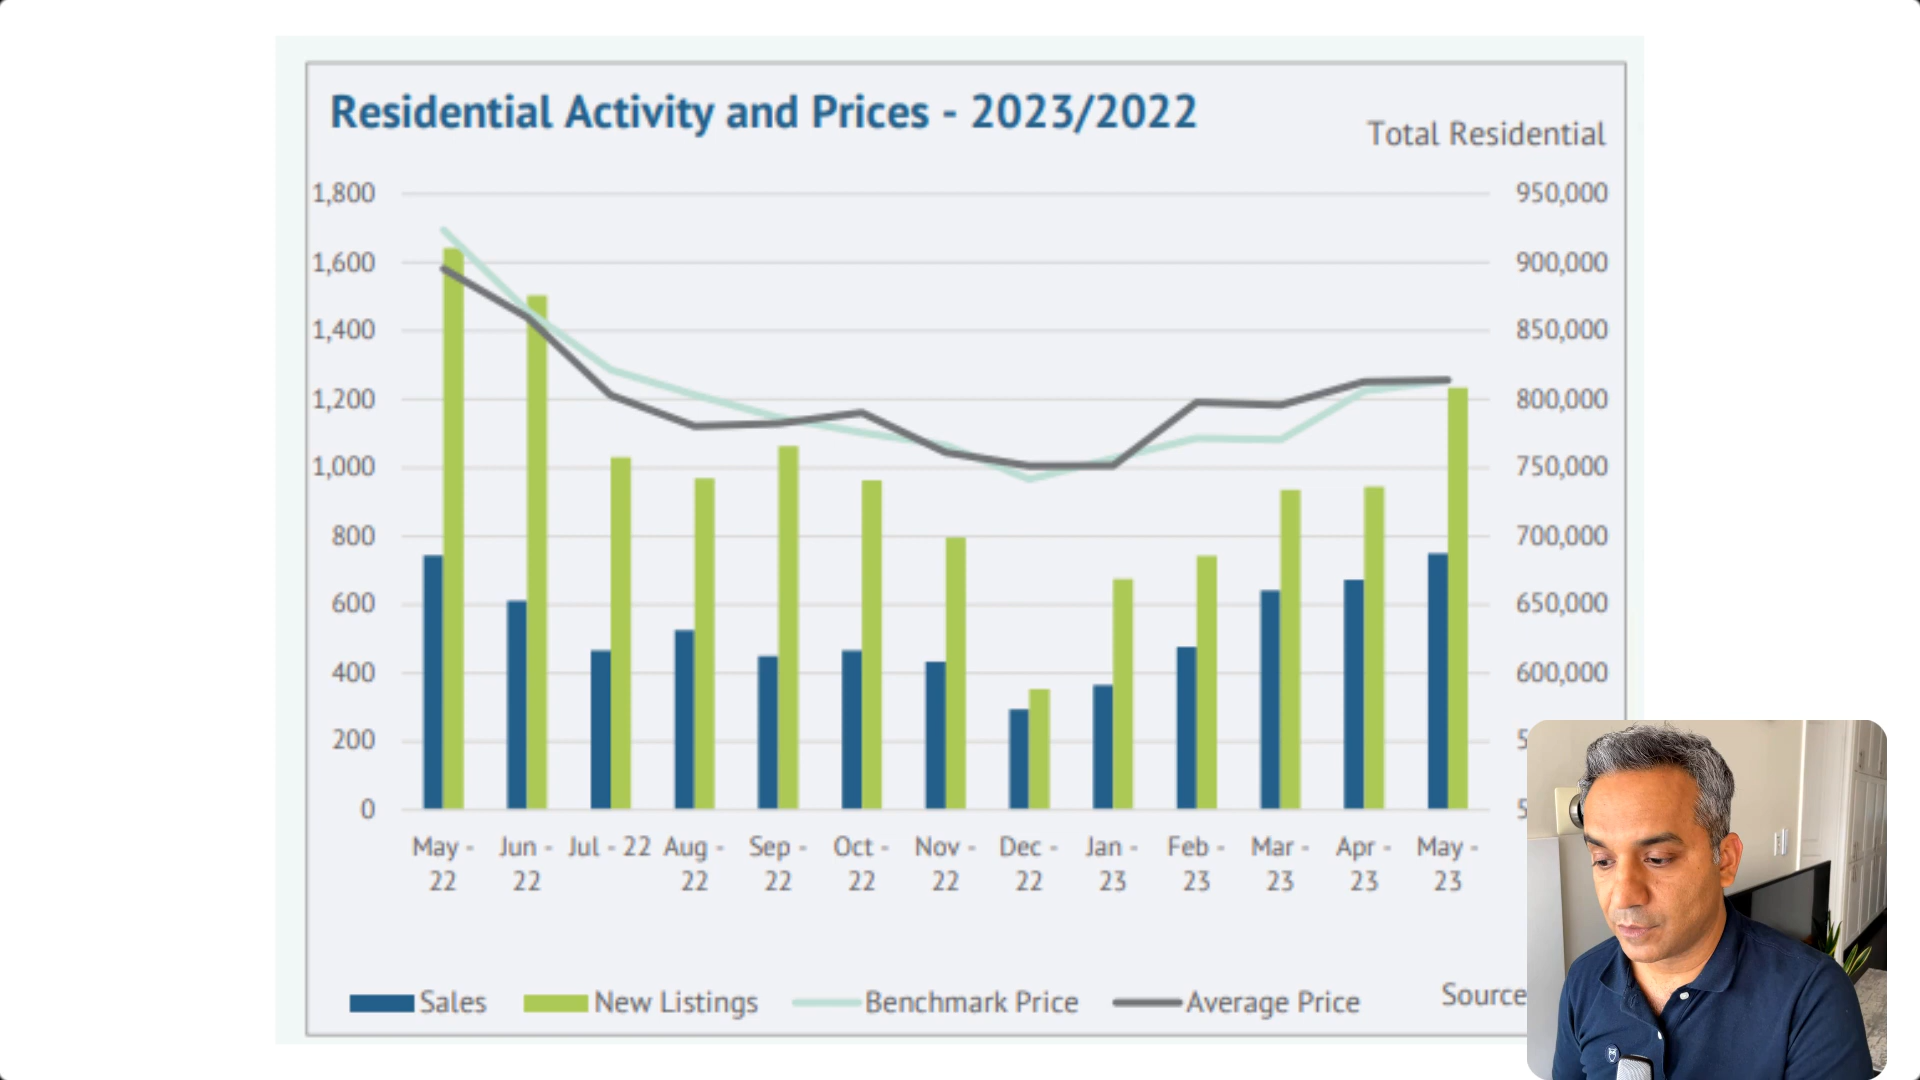 Residential Activity and Prices - 2023/2022
Total Residential
1,800
950,000
1,600
900,000
1,400
850,000
1,200
800,000
1,000
750,000
800
700,000
600
650,000
400
600,000
200
0
May - 22
Jun - 22
Jul - 22
Aug - 22
Sep - 22
Oct - 22
Nov - 22
Dec - 22
Jan - 23
Feb - 23
Mar - 23
Apr - 23
May - 23
Sales
New Listings
Benchmark Price
Average Price
Source